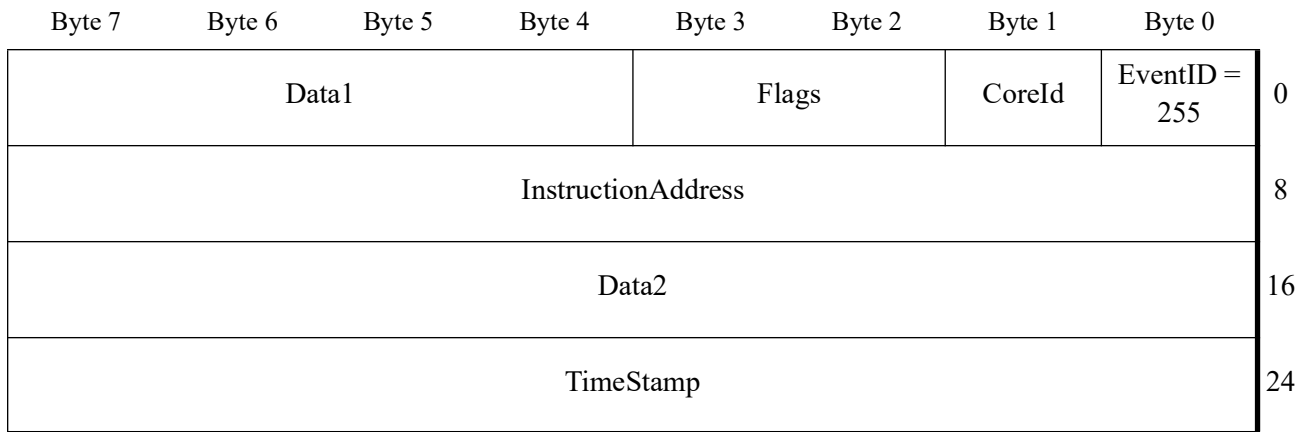 Byte 7 Byte 6 Byte 5 Byte 4 Byte 3 Byte 2 Byte 1 Byte 0
Data1 Flags CoreId EventID =
255 0
InstructionAddress 8
Data2 16
TimeStamp 24